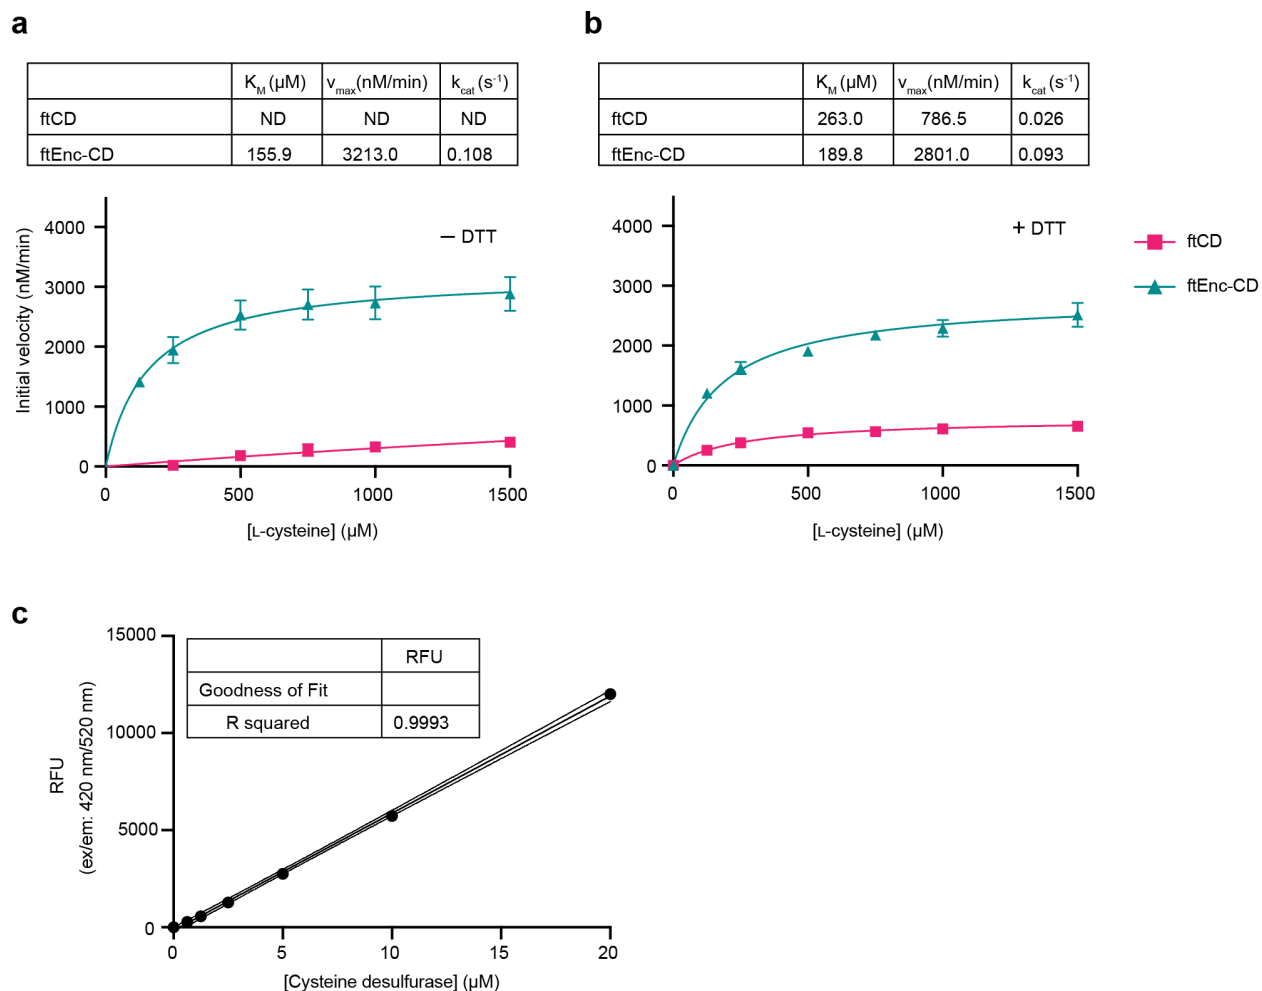 a
K_M (µM) v_max (nM/min) k_cat (s⁻¹)
ftCD ND ND ND
ftEnc-CD 155.9 3213.0 0.108
Initial velocity (nM/min)
4000
3000
2000
1000
0
– DTT
0 500 1000 1500
[L-cysteine] (µM)
b
K_M (µM) v_max (nM/min) k_cat (s⁻¹)
ftCD 263.0 786.5 0.026
ftEnc-CD 189.8 2801.0 0.093
4000
3000
2000
1000
0
+ DTT
0 500 1000 1500
[L-cysteine] (µM)
ftCD
ftEnc-CD
c
RFU
(ex/em: 420 nm/520 nm)
15000
10000
5000
0
RFU
Goodness of Fit
R squared 0.9993
0 5 10 15 20
[Cysteine desulfurase] (µM)